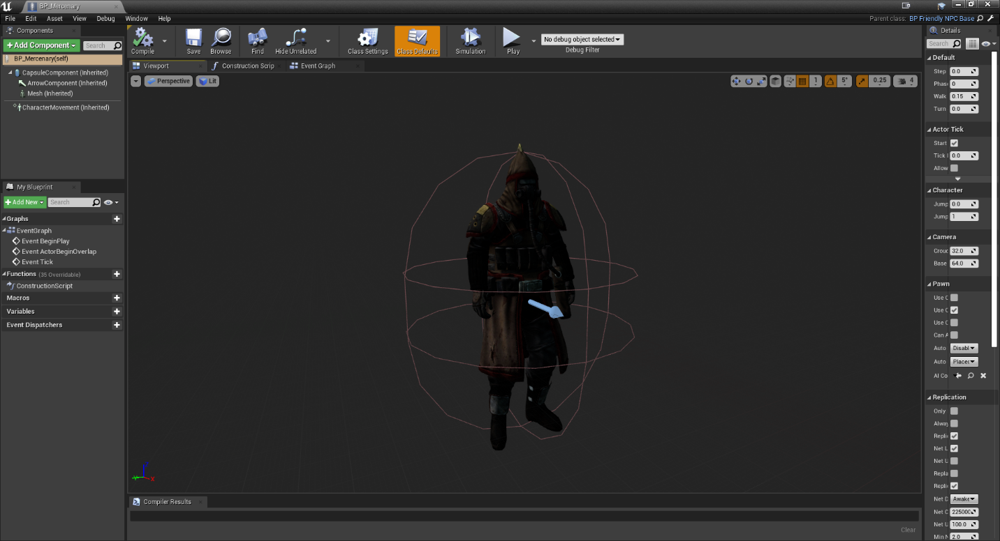 BP_Mercenary
File Edit Asset View Debug Window Help
Parent class: BP Friendly NPC Base
Components
+Add Component
Search
BP_Mercenary(self)
CapsuleComponent (Inherited)
ArrowComponent (Inherited)
Mesh (Inherited)
CharacterMovement (Inherited)
My Blueprint
+Add New
Search
Graphs
EventGraph
Event BeginPlay
Event ActorBeginOverlap
Event Tick
Functions (35 Overridable)
ConstructionScript
Macros
Variables
Event Dispatchers
Compile
Save
Browse
Find
Hide Unrelated
Class Settings
Class Defaults
Simulation
Play
No debug object selected
Debug Filter
Viewport
Construction Scrip
Event Graph
Perspective
Lit
1
5°
0.25
4
Z
Y
X
Compiler Results
Clear
Details
Search
Default
Step 0.0
Phas 0
Walk 0.15
Turn 0.0
Actor Tick
Start
Tick I 0.0
Allow
Character
Jump 0.0
Jump 1
Camera
Crouc 32.0
Base 64.0
Pawn
Use C
Use C
Use C
Can A
Auto Disabl
Auto Placec
AI Co
Replication
Only
Alway
Replic
Net L
Net U
Repla
Replic
Net D Awake
Net C 225000
Net U 100.0
Min N 2.0